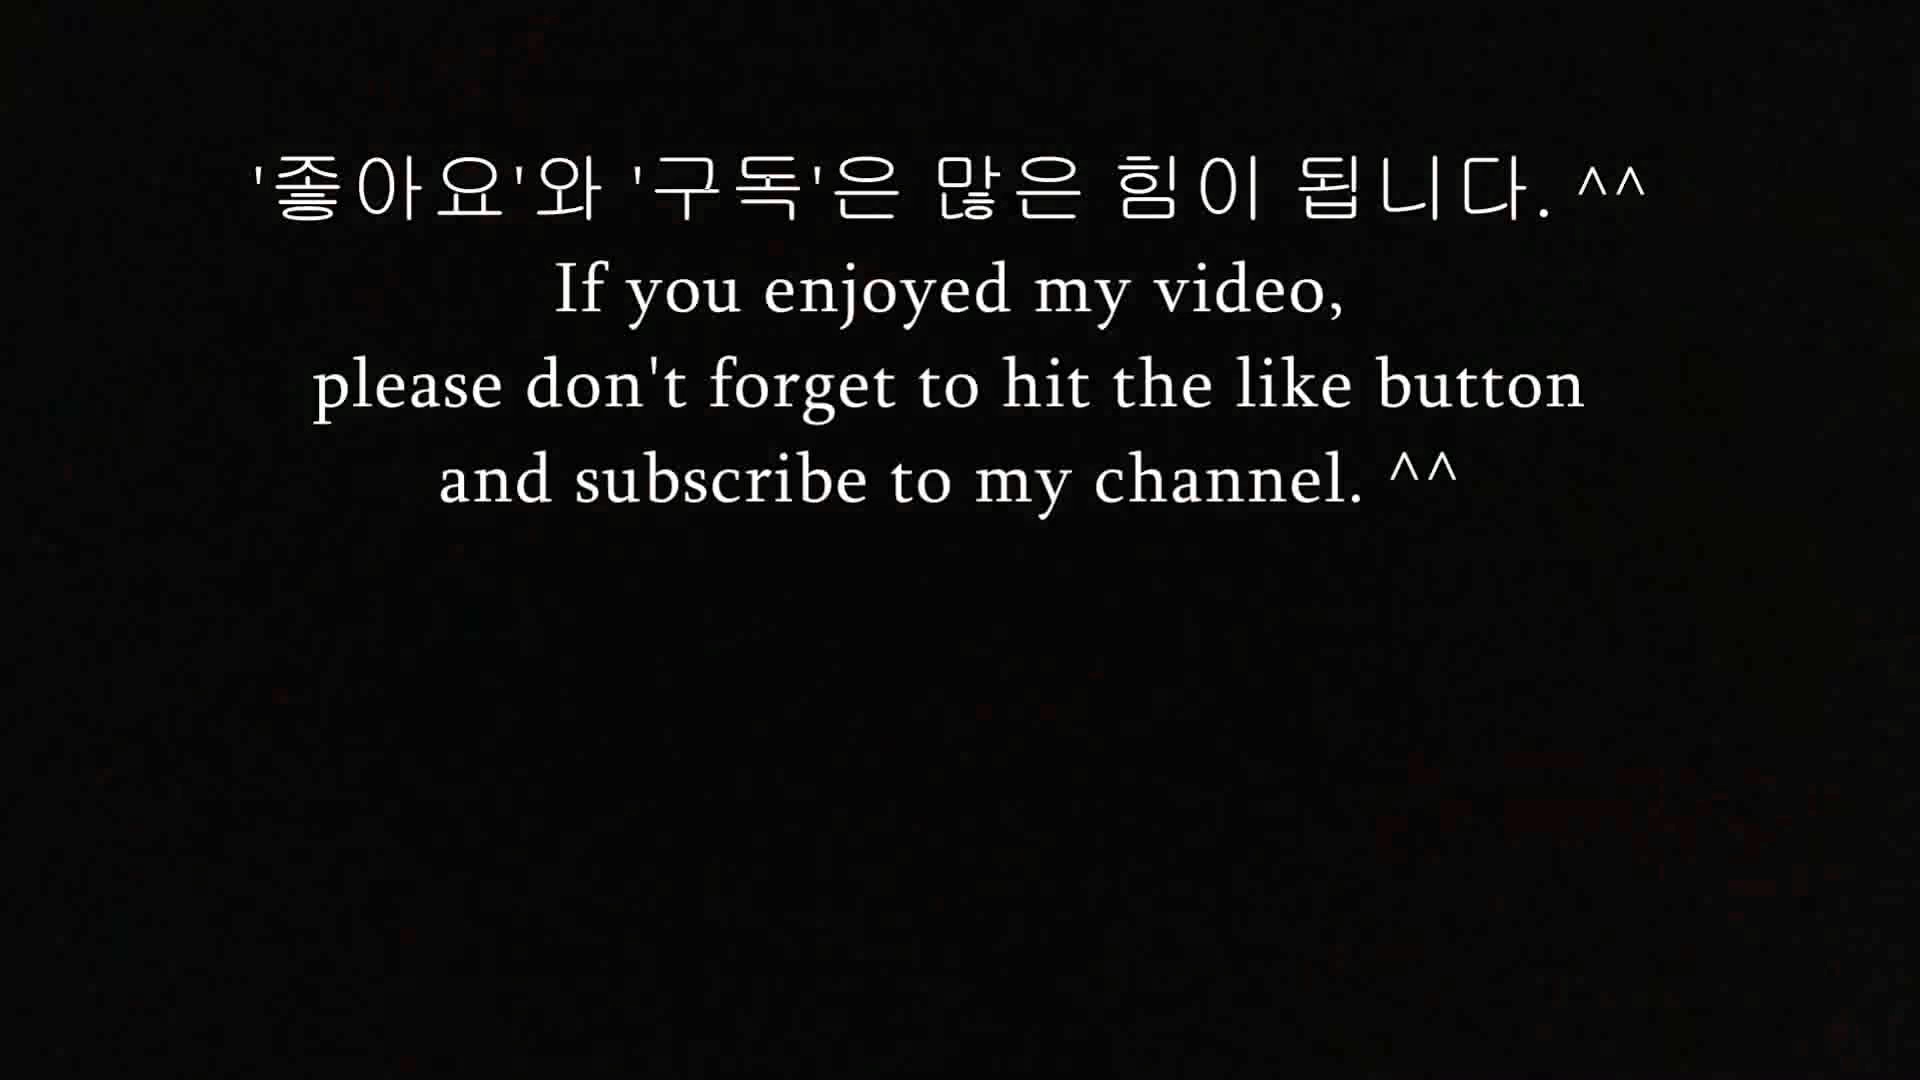 '좋아요'와 '구독'은 많은 힘이 됩니다. ^^
If you enjoyed my video,
please don't forget to hit the like button
and subscribe to my channel. ^^